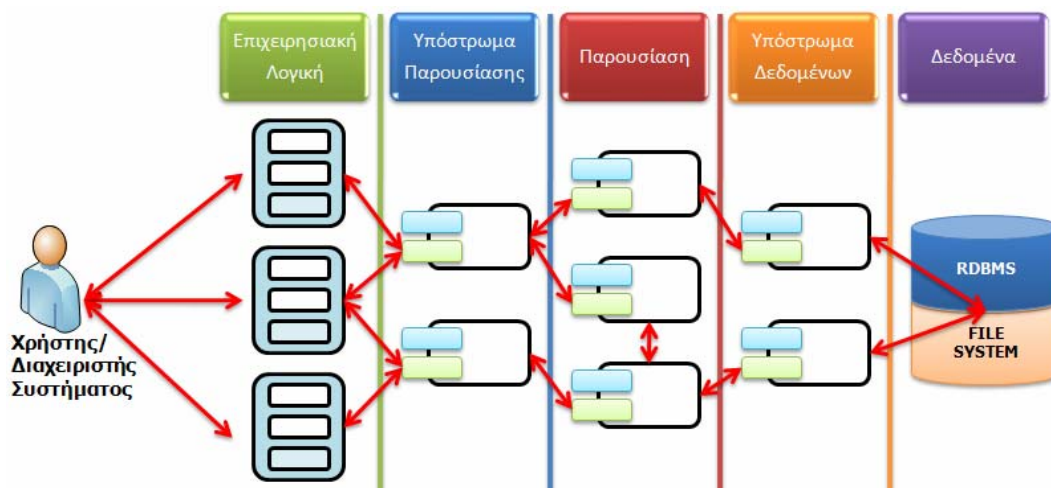 Επιχειρησιακή
Λογική
Υπόστρωμα
Παρουσίασης
Παρουσίαση
Υπόστρωμα
Δεδομένων
Δεδομένα
Χρήστης/
Διαχειριστής
Συστήματος
RDBMS
FILE
SYSTEM